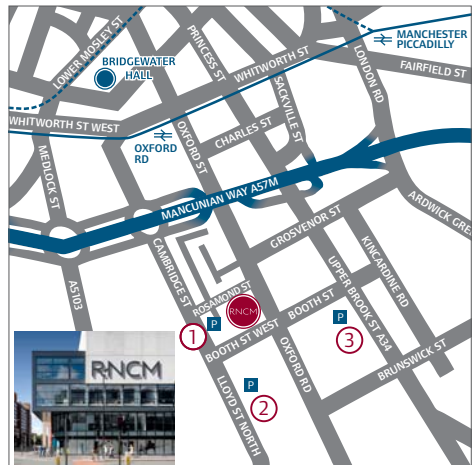 LOWER MOSLEY ST
PRINCESS ST
MANCHESTER
PICCADILLY
BRIDGEWATER
HALL
WHITWORTH ST
LONDON RD
FAIRFIELD ST
SACKVILLE ST
WHITWORTH ST WEST
OXFORD ST
CHARLES ST
OXFORD
RD
MEDLOCK ST
MANCUNIAN WAY A57M
ARDWICK GREE
GROSVENOR ST
CAMBRIDGE ST
KINCARDINE RD
A5103
ROSAMOND ST
UPPER BROOK ST A34
RNCM
BOOTH ST
P
1
P
3
BOOTH ST WEST
OXFORD RD
BRUNSWICK ST
RNCM
P
2
LLOYD ST NORTH